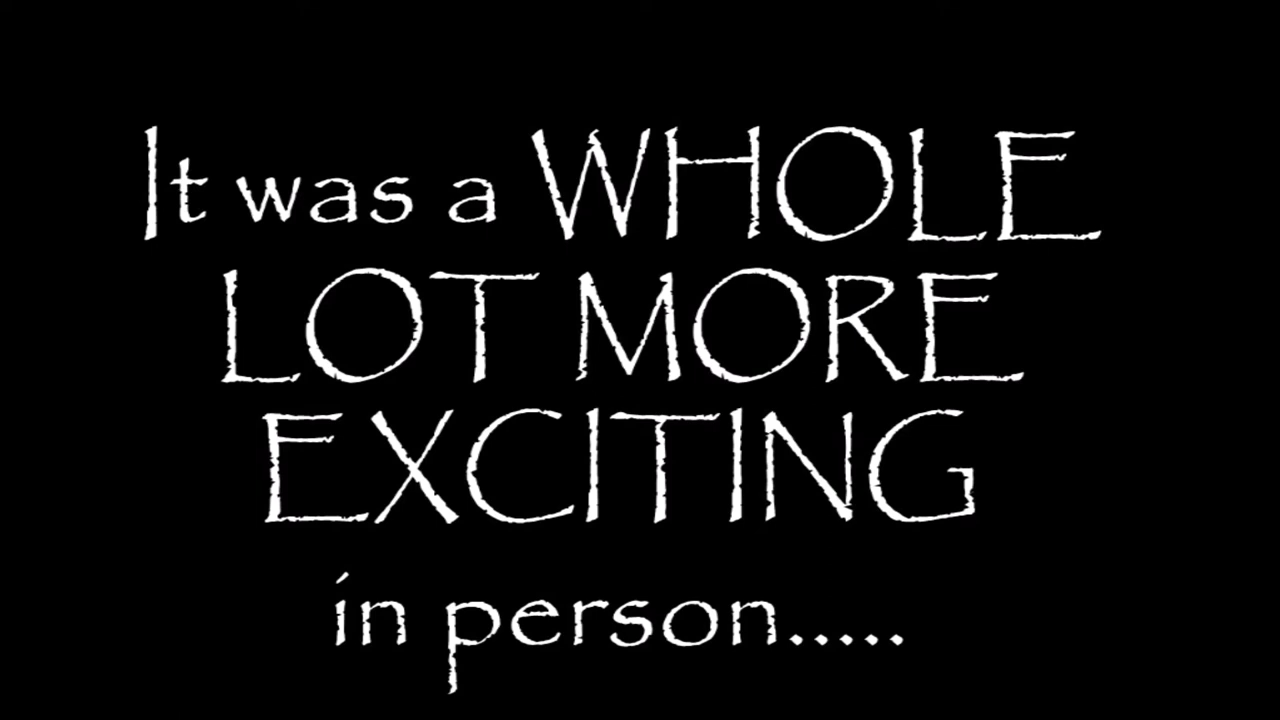 It was a WHOLE
LOT MORE
EXCITING
in person.....